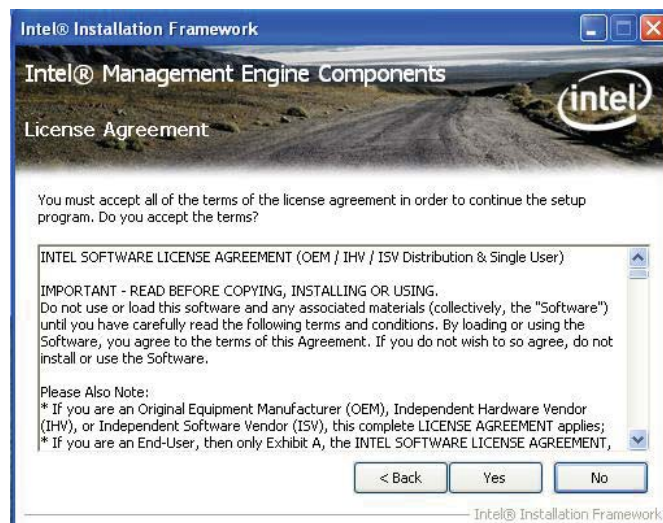 Intel® Installation Framework
Intel® Management Engine Components
intel
License Agreement
You must accept all of the terms of the license agreement in order to continue the setup
program. Do you accept the terms?
INTEL SOFTWARE LICENSE AGREEMENT (OEM / IHV / ISV Distribution & Single User)
IMPORTANT - READ BEFORE COPYING, INSTALLING OR USING.
Do not use or load this software and any associated materials (collectively, the "Software")
until you have carefully read the following terms and conditions. By loading or using the
Software, you agree to the terms of this Agreement. If you do not wish to so agree, do not
install or use the Software.
Please Also Note:
* If you are an Original Equipment Manufacturer (OEM), Independent Hardware Vendor
(IHV), or Independent Software Vendor (ISV), this complete LICENSE AGREEMENT applies;
* If you are an End-User, then only Exhibit A, the INTEL SOFTWARE LICENSE AGREEMENT,
< Back Yes No
Intel® Installation Framework